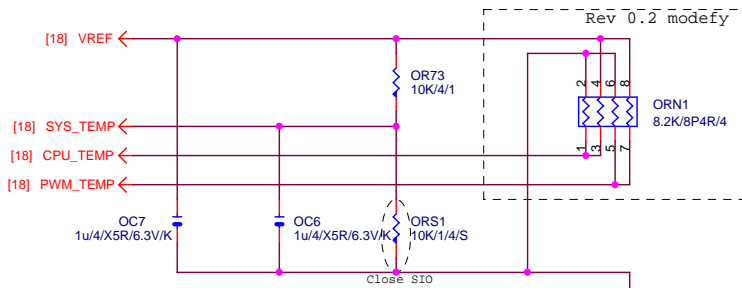 Rev 0.2 modefy
[18] VREF
OR73
10K/4/1
2 4 6 8
ORN1
8.2K/8P4R/4
[18] SYS_TEMP
1 3 5 7
[18] CPU_TEMP
[18] PWM_TEMP
OC7
1u/4/X5R/6.3V/K
OC6
1u/4/X5R/6.3V/K
ORS1
10K/1/4/S
Close SIO